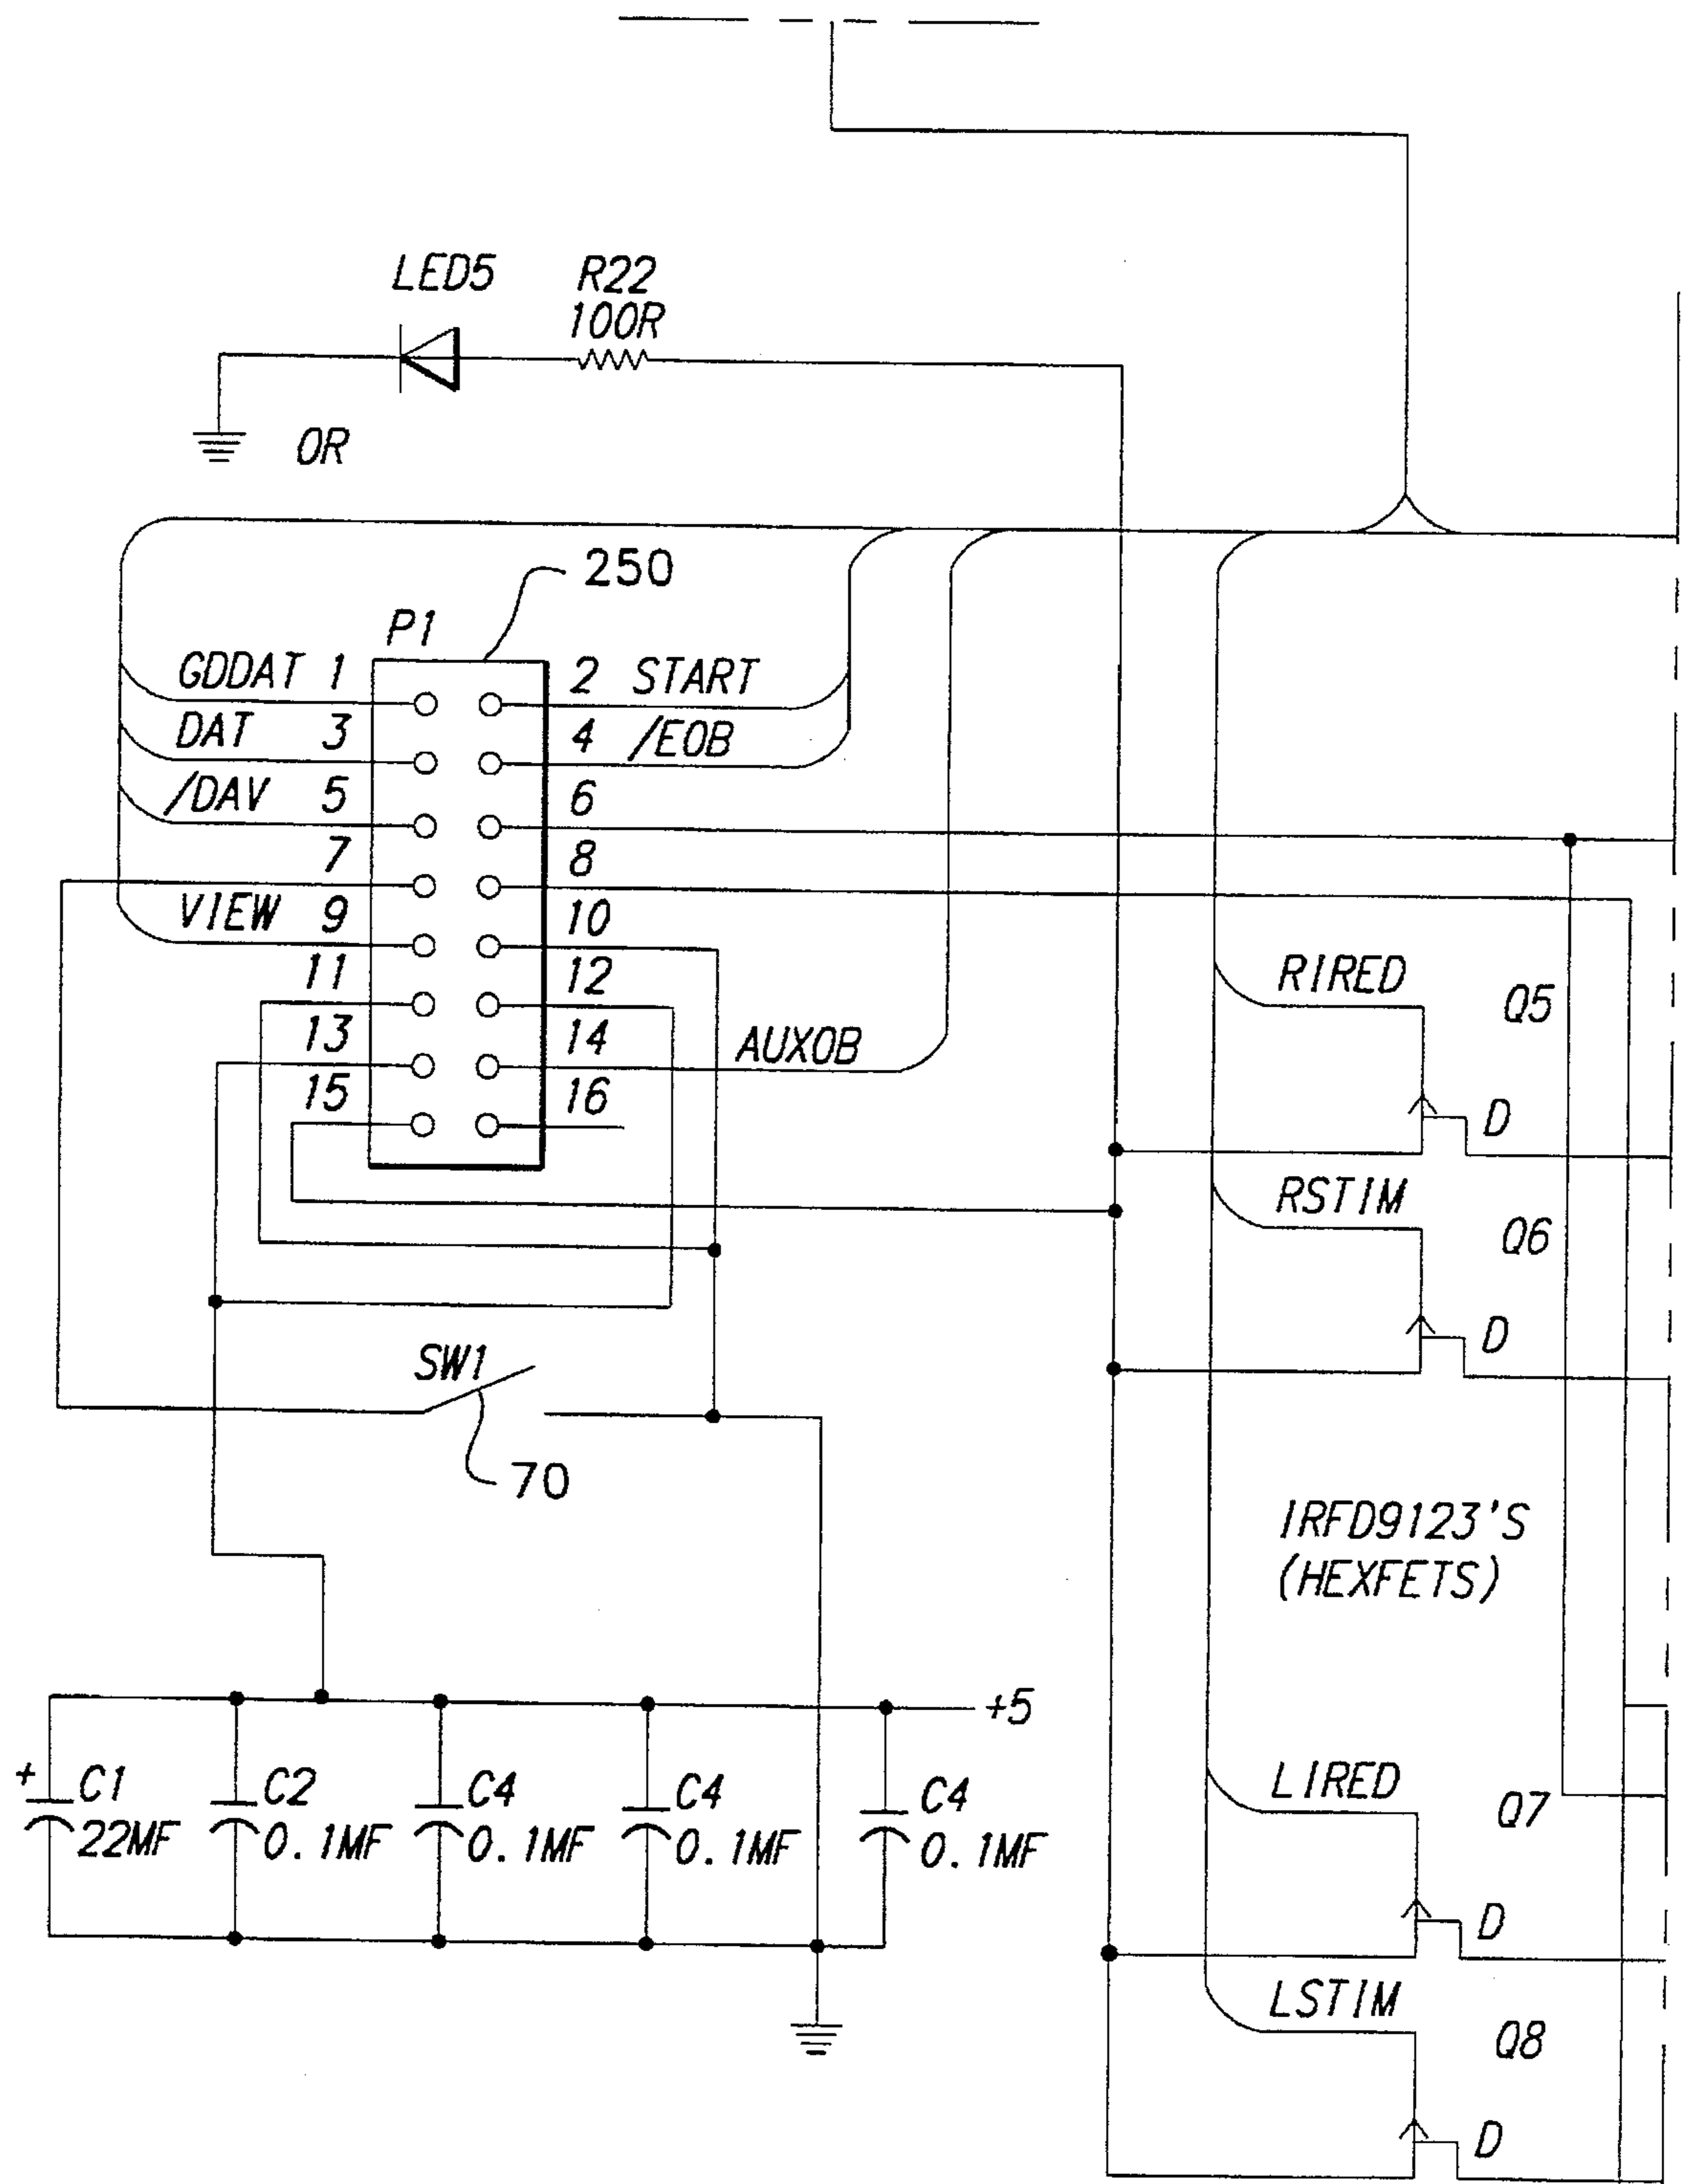 LED5
R22
100R
OR
250
P1
GDDAT 1
2 START
DAT 3
4 /EOB
/DAV 5
6
7
8
VIEW 9
10
11
12
13
14 AUXOB
15
16
RIRED
Q5
D
RSTIM
Q6
D
SW1
70
IRFD9123'S
(HEXFETS)
+5
+ C1
22MF
C2
0.1MF
C4
0.1MF
C4
0.1MF
C4
0.1MF
LIRED
Q7
D
LSTIM
Q8
D